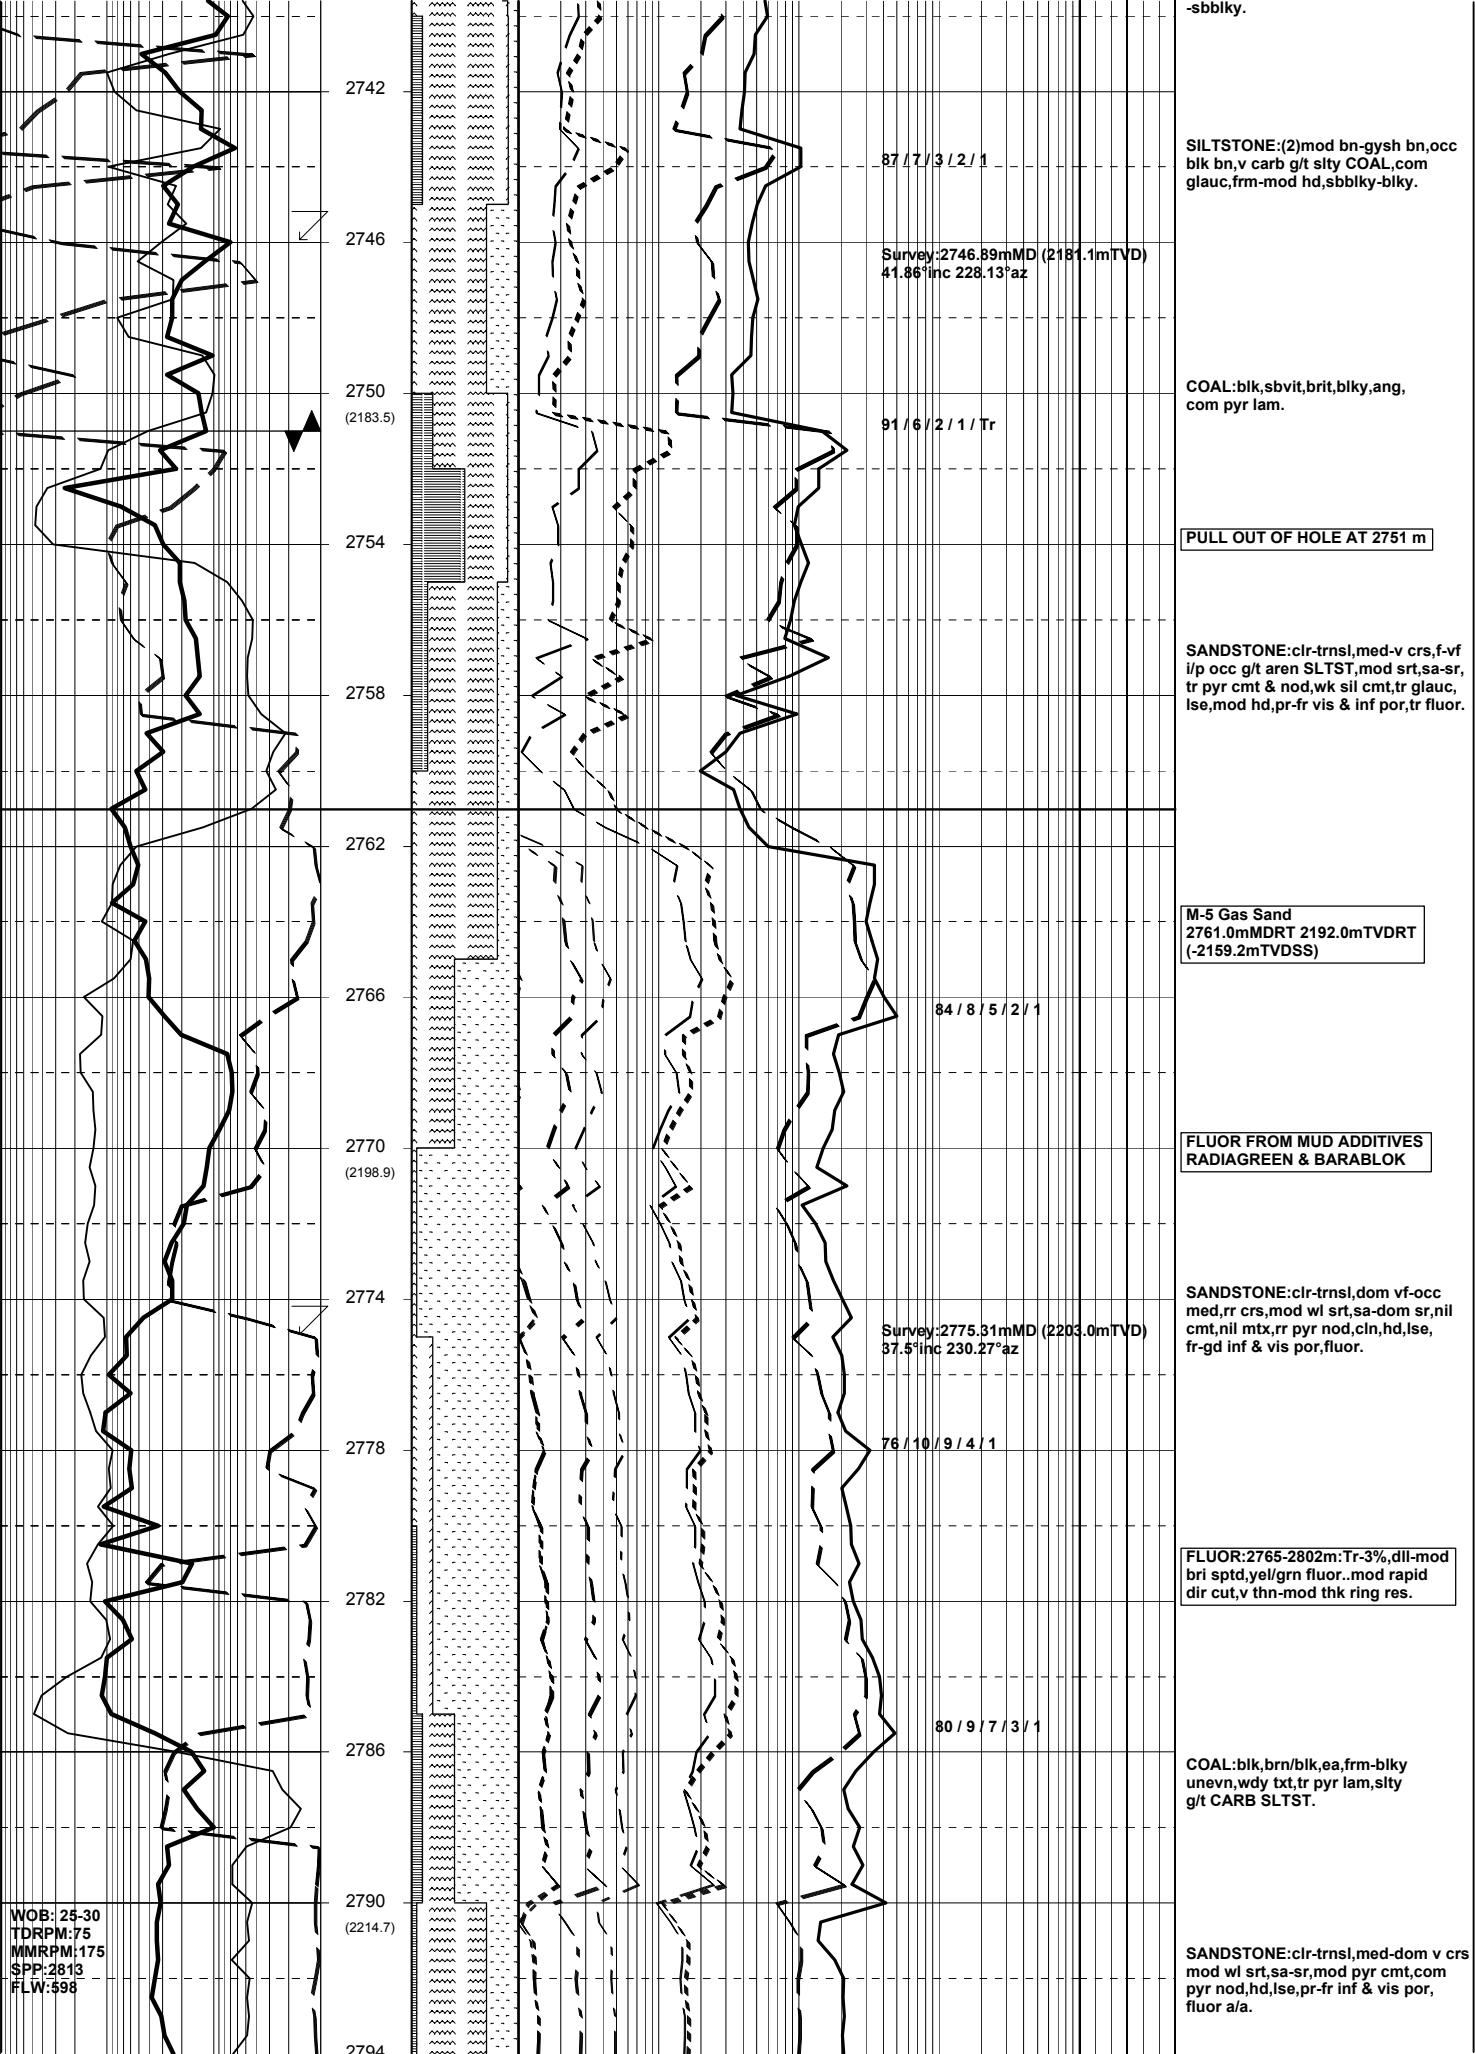 -sbblky.
2742
SILTSTONE:(2)mod bn-gysh bn,occ
blk bn,v carb g/t slty COAL,com
glauc,frm-mod hd,sbblky-blky.
87 / 7 / 3 / 2 / 1
2746
Survey:2746.89mMD (2181.1mTVD)
41.86°inc 228.13°az
2750
(2183.5)
COAL:blk,sbvit,brit,blky,ang,
com pyr lam.
91 / 6 / 2 / 1 / Tr
2754
PULL OUT OF HOLE AT 2751 m
SANDSTONE:clr-trnsl,med-v crs,f-vf
i/p occ g/t aren SLTST,mod srt,sa-sr,
tr pyr cmt & nod,wk sil cmt,tr glauc,
lse,mod hd,pr-fr vis & inf por,tr fluor.
2758
2762
M-5 Gas Sand
2761.0mMDRT 2192.0mTVDRT
(-2159.2mTVDSS)
2766
84 / 8 / 5 / 2 / 1
2770
(2198.9)
FLUOR FROM MUD ADDITIVES
RADIAGREEN & BARABLOK
2774
SANDSTONE:clr-trnsl,dom vf-occ
med,rr crs,mod wl srt,sa-dom sr,nil
cmt,nil mtx,rr pyr nod,cln,hd,lse,
fr-gd inf & vis por,fluor.
Survey:2775.31mMD (2203.0mTVD)
37.5°inc 230.27°az
2778
76 / 10 / 9 / 4 / 1
2782
FLUOR:2765-2802m:Tr-3%,dll-mod
bri sptd,yel/grn fluor..mod rapid
dir cut,v thn-mod thk ring res.
80 / 9 / 7 / 3 / 1
2786
COAL:blk,brn/blk,ea,frm-blky
unevn,wdy txt,tr pyr lam,slty
g/t CARB SLTST.
2790
(2214.7)
WOB: 25-30
TDRPM:75
MMRPM:175
SPP:2813
FLW:598
SANDSTONE:clr-trnsl,med-dom v crs
mod wl srt,sa-sr,mod pyr cmt,com
pyr nod,hd,lse,pr-fr inf & vis por,
fluor a/a.
2794